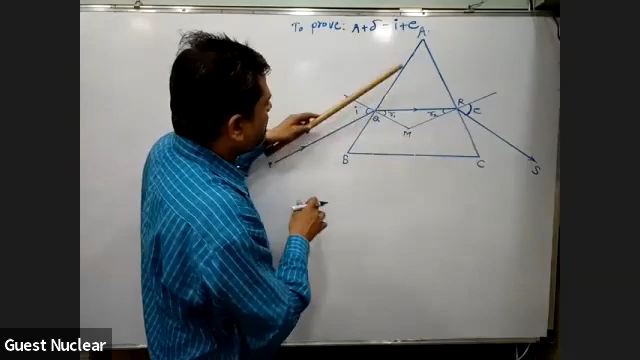 To prove: A+δ = i+e
A
i
r₁
r₂
R
e
Q
M
B
C
S
Guest Nuclear